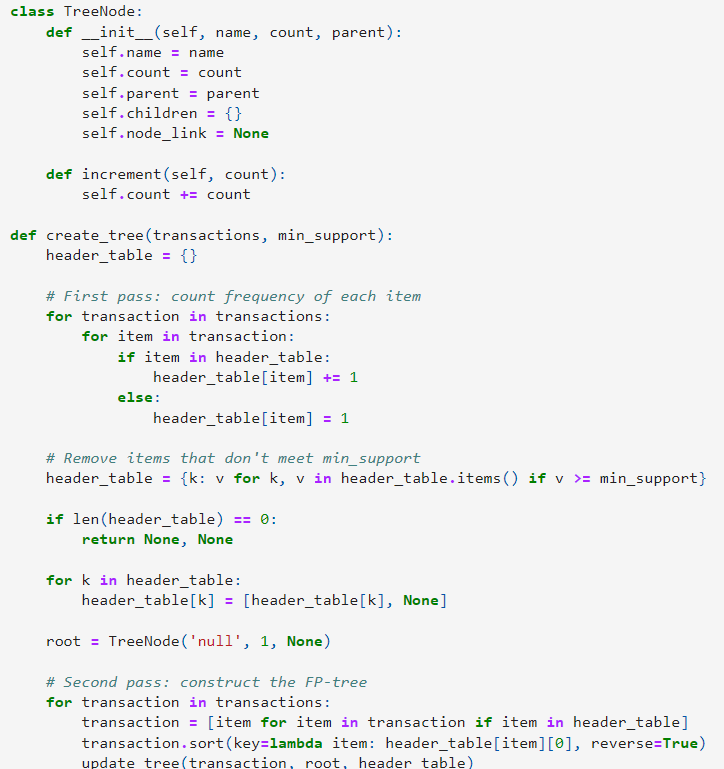 class TreeNode:
    def __init__(self, name, count, parent):
        self.name = name
        self.count = count
        self.parent = parent
        self.children = {}
        self.node_link = None

    def increment(self, count):
        self.count += count

def create_tree(transactions, min_support):
    header_table = {}

    # First pass: count frequency of each item
    for transaction in transactions:
        for item in transaction:
            if item in header_table:
                header_table[item] += 1
            else:
                header_table[item] = 1

    # Remove items that don't meet min_support
    header_table = {k: v for k, v in header_table.items() if v >= min_support}

    if len(header_table) == 0:
        return None, None

    for k in header_table:
        header_table[k] = [header_table[k], None]

    root = TreeNode('null', 1, None)

    # Second pass: construct the FP-tree
    for transaction in transactions:
        transaction = [item for item in transaction if item in header_table]
        transaction.sort(key=lambda item: header_table[item][0], reverse=True)
        update_tree(transaction, root, header_table)